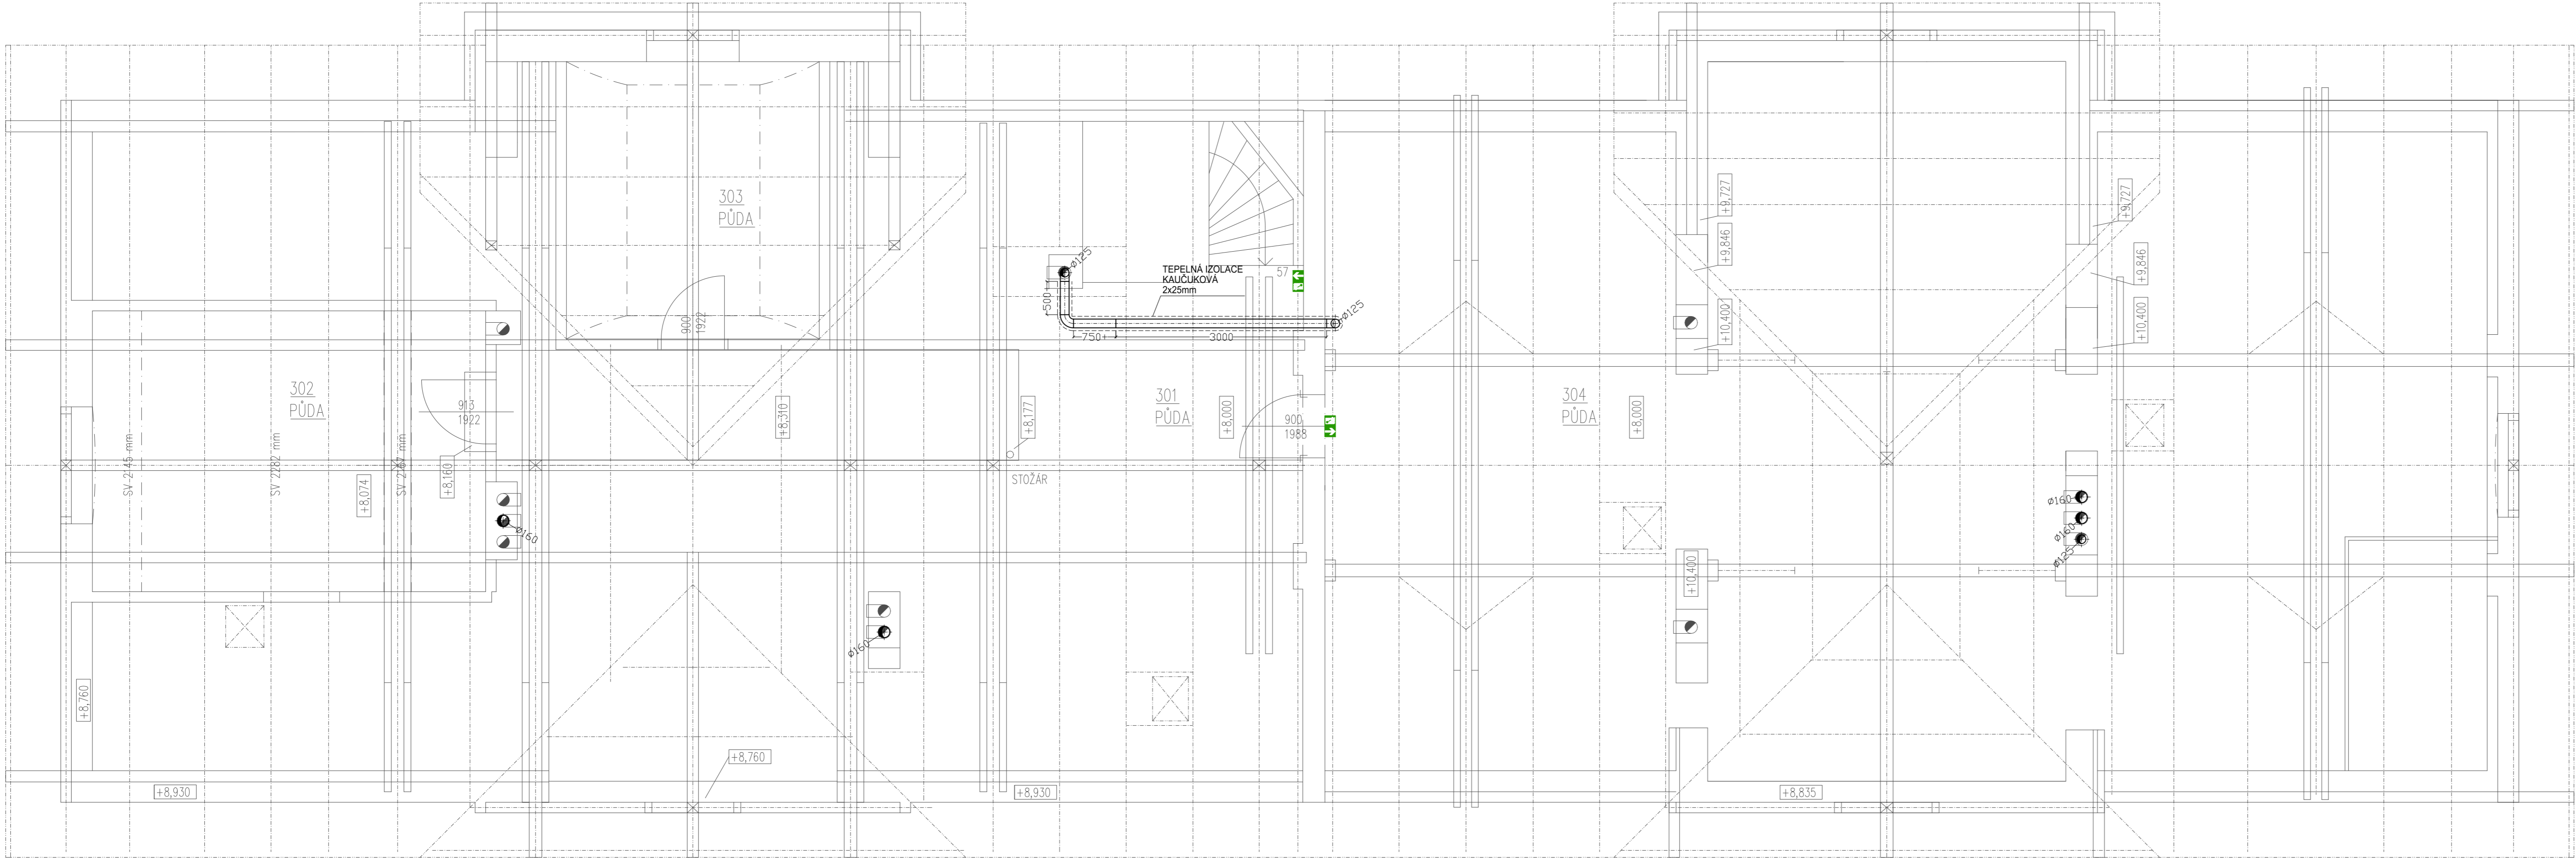 303
PŮDA
+9,727
+9,727
+9,846
+9,846
ø125
TEPELNÁ IZOLACE
KAUČUKOVÁ
2x25mm
57
500
ø125
750
3000
900
1922
+10,400
+10,400
302
PŮDA
913
1922
+8,310
+8,177
301
PŮDA
+8,000
900
1988
304
PŮDA
+8,000
SV 2145 mm
SV 2282 mm
+8,074
+8,160
STOŽÁR
ø160
ø160
ø160
ø125
+10,400
ø160
+8,760
+8,760
+8,930
+8,930
+8,835